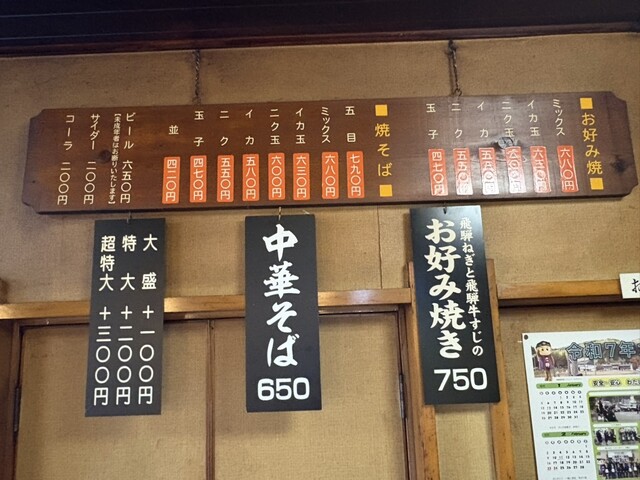 ■お好み焼■
ミックス 六八〇円
イカ玉 六三〇円
ニク玉 六〇〇円
イカ 五八〇円
ニク 五五〇円
玉子 四七〇円
■焼そば■
五目 七九〇円
ミックス 六八〇円
イカ玉 六三〇円
ニク玉 六〇〇円
イカ 五八〇円
ニク 五五〇円
玉子 四七〇円
並 四二〇円
ビール 六五〇円
【未成年者はお断りいたします】
サイダー 二〇〇円
コーラ 二〇〇円
大盛 +一〇〇円
特大 +二〇〇円
超特大 +三〇〇円
中華そば
650
飛騨ねぎと飛騨牛すじの
お好み焼き
750
お
令和7年